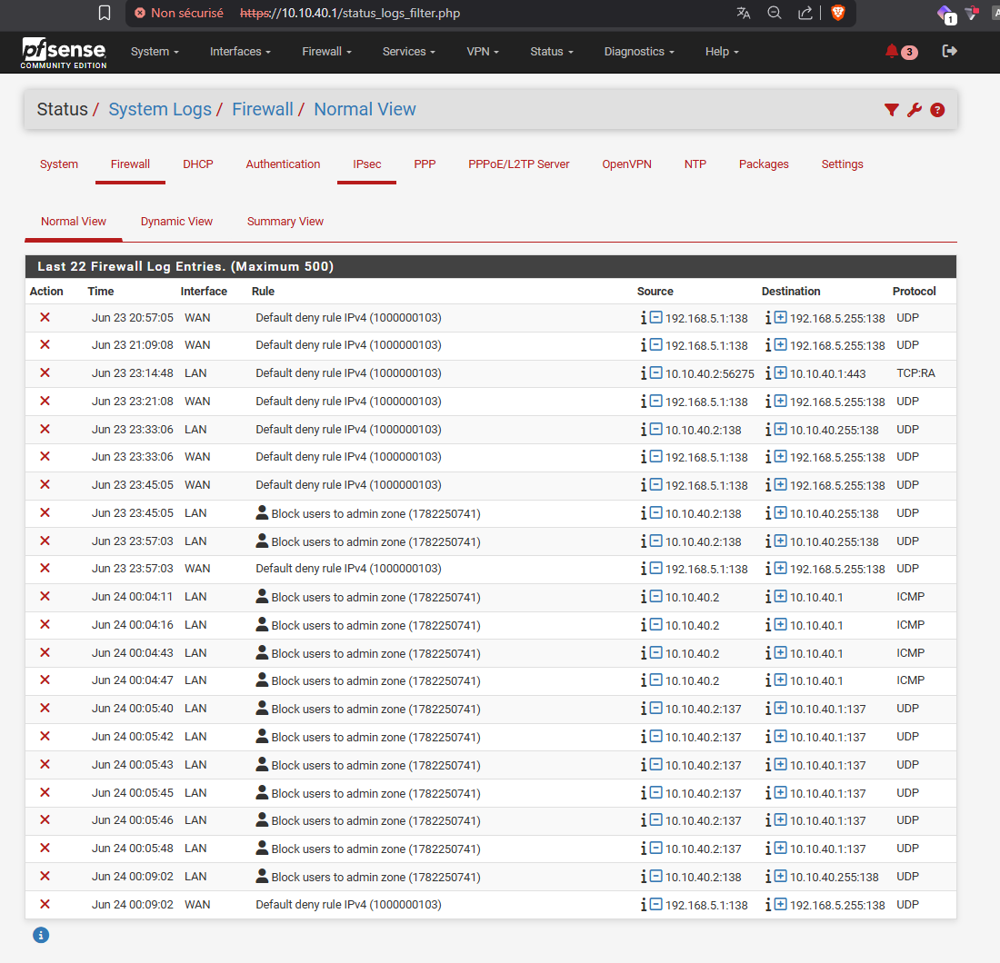 Non sécurisé https://10.10.40.1/status_logs_filter.php 1
pfsense COMMUNITY EDITION System Interfaces Firewall Services VPN Status Diagnostics Help 3
Status / System Logs / Firewall / Normal View
System Firewall DHCP Authentication IPsec PPP PPPoE/L2TP Server OpenVPN NTP Packages Settings
Normal View Dynamic View Summary View
Last 22 Firewall Log Entries. (Maximum 500)
Action Time Interface Rule Source Destination Protocol
Jun 23 20:57:05 WAN Default deny rule IPv4 (1000000103) 192.168.5.1:138 192.168.5.255:138 UDP
Jun 23 21:09:08 WAN Default deny rule IPv4 (1000000103) 192.168.5.1:138 192.168.5.255:138 UDP
Jun 23 23:14:48 LAN Default deny rule IPv4 (1000000103) 10.10.40.2:56275 10.10.40.1:443 TCP:RA
Jun 23 23:21:08 WAN Default deny rule IPv4 (1000000103) 192.168.5.1:138 192.168.5.255:138 UDP
Jun 23 23:33:06 LAN Default deny rule IPv4 (1000000103) 10.10.40.2:138 10.10.40.255:138 UDP
Jun 23 23:33:06 WAN Default deny rule IPv4 (1000000103) 192.168.5.1:138 192.168.5.255:138 UDP
Jun 23 23:45:05 WAN Default deny rule IPv4 (1000000103) 192.168.5.1:138 192.168.5.255:138 UDP
Jun 23 23:45:05 LAN Block users to admin zone (1782250741) 10.10.40.2:138 10.10.40.255:138 UDP
Jun 23 23:57:03 LAN Block users to admin zone (1782250741) 10.10.40.2:138 10.10.40.255:138 UDP
Jun 23 23:57:03 WAN Default deny rule IPv4 (1000000103) 192.168.5.1:138 192.168.5.255:138 UDP
Jun 24 00:04:11 LAN Block users to admin zone (1782250741) 10.10.40.2 10.10.40.1 ICMP
Jun 24 00:04:16 LAN Block users to admin zone (1782250741) 10.10.40.2 10.10.40.1 ICMP
Jun 24 00:04:43 LAN Block users to admin zone (1782250741) 10.10.40.2 10.10.40.1 ICMP
Jun 24 00:04:47 LAN Block users to admin zone (1782250741) 10.10.40.2 10.10.40.1 ICMP
Jun 24 00:05:40 LAN Block users to admin zone (1782250741) 10.10.40.2:137 10.10.40.1:137 UDP
Jun 24 00:05:42 LAN Block users to admin zone (1782250741) 10.10.40.2:137 10.10.40.1:137 UDP
Jun 24 00:05:43 LAN Block users to admin zone (1782250741) 10.10.40.2:137 10.10.40.1:137 UDP
Jun 24 00:05:45 LAN Block users to admin zone (1782250741) 10.10.40.2:137 10.10.40.1:137 UDP
Jun 24 00:05:46 LAN Block users to admin zone (1782250741) 10.10.40.2:137 10.10.40.1:137 UDP
Jun 24 00:05:48 LAN Block users to admin zone (1782250741) 10.10.40.2:137 10.10.40.1:137 UDP
Jun 24 00:09:02 LAN Block users to admin zone (1782250741) 10.10.40.2:138 10.10.40.255:138 UDP
Jun 24 00:09:02 WAN Default deny rule IPv4 (1000000103) 192.168.5.1:138 192.168.5.255:138 UDP